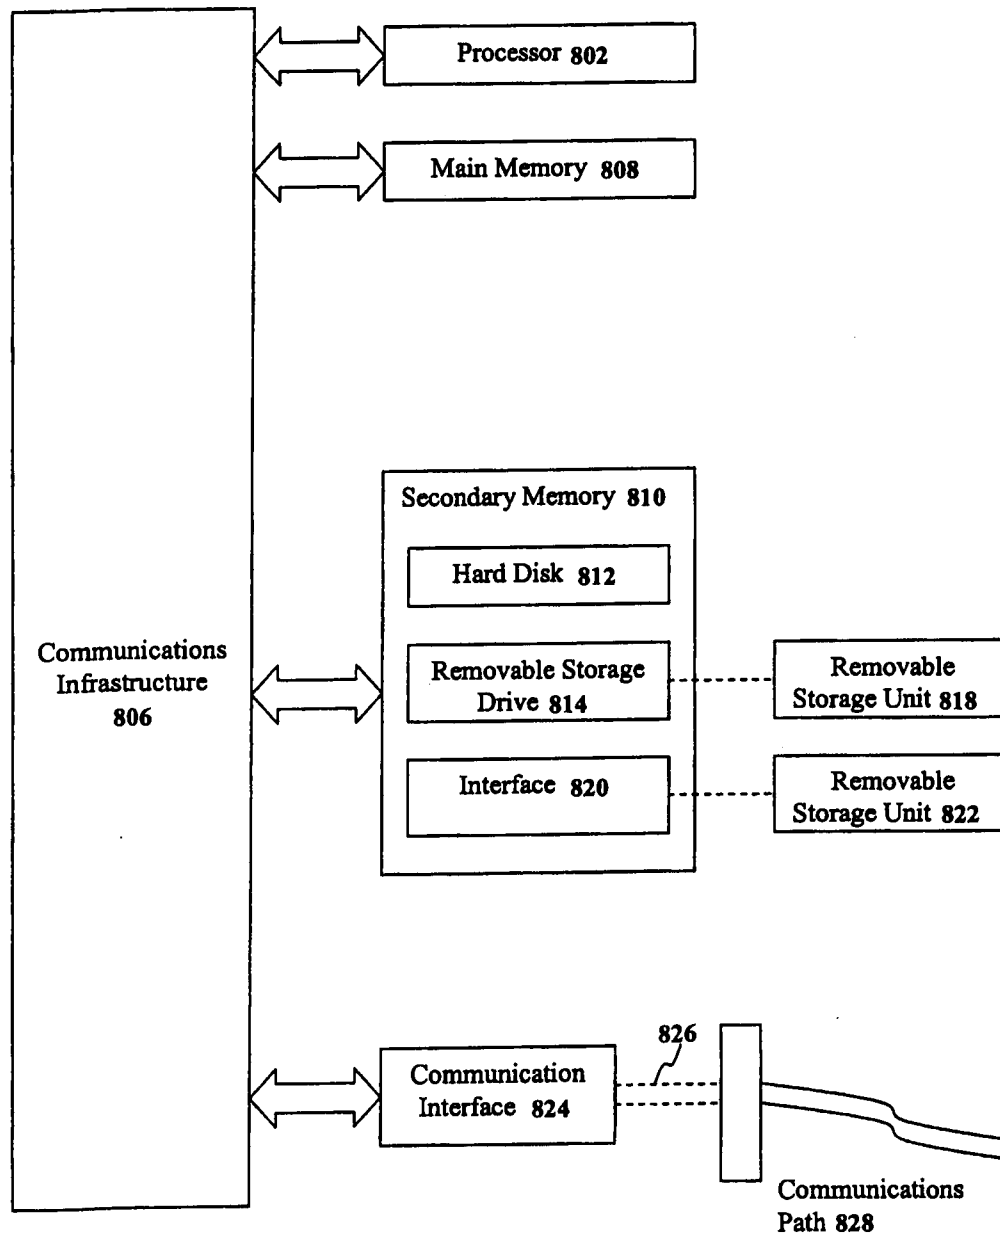 Processor 802
Main Memory 808
Secondary Memory 810
Hard Disk 812
Communications
Infrastructure
806
Removable Storage
Drive 814
Removable
Storage Unit 818
Interface 820
Removable
Storage Unit 822
826
Communication
Interface 824
Communications
Path 828